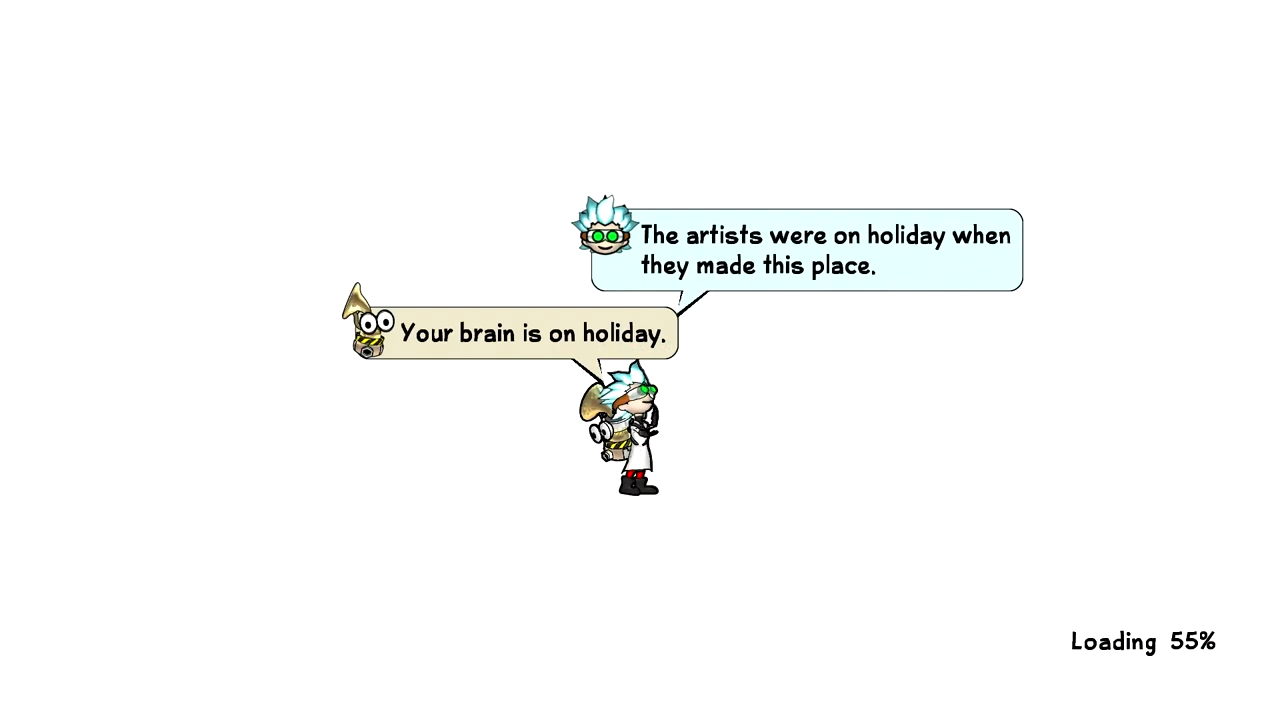 The artists were on holiday when
they made this place.
Your brain is on holiday.
Loading 55%